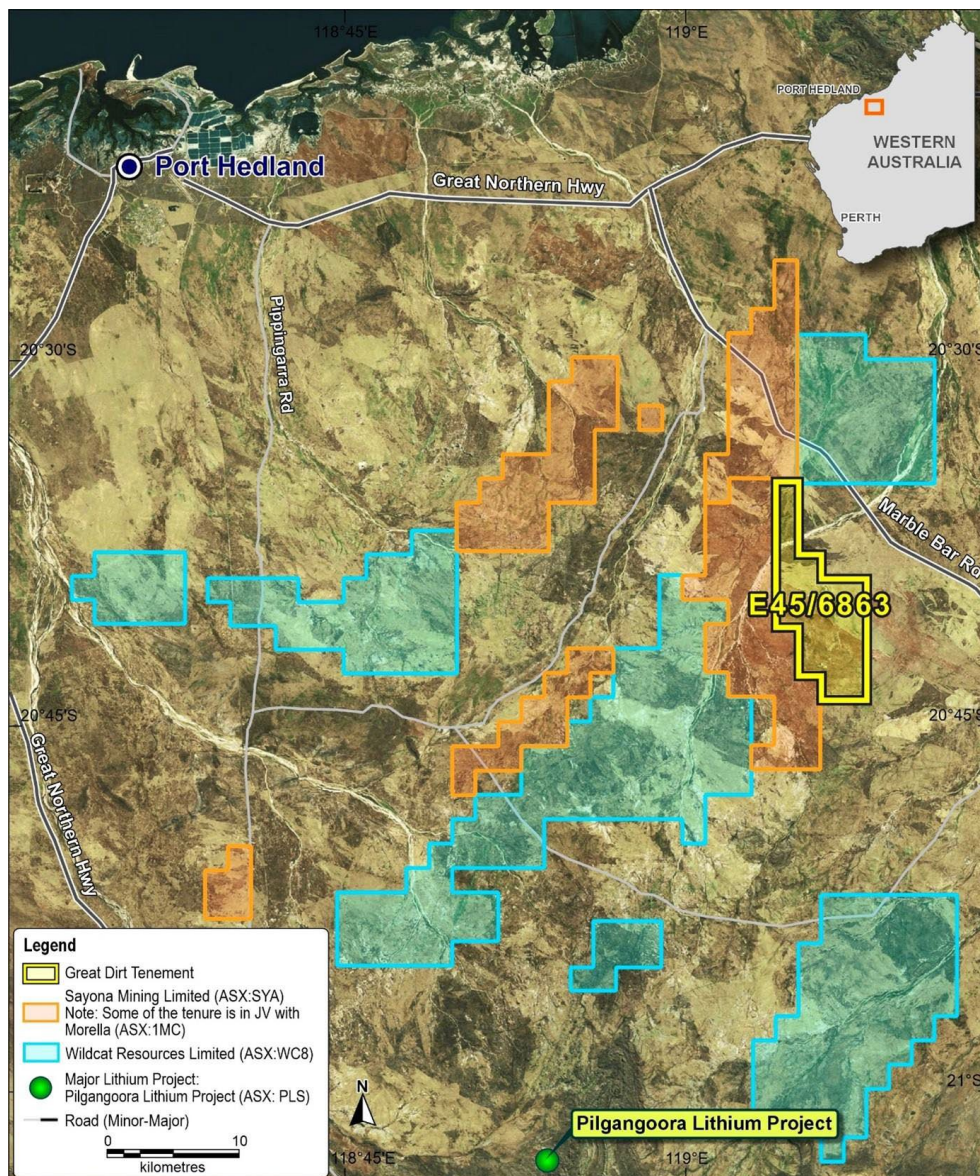 118°45'E
119°E
PORT HEDLAND
WESTERN
AUSTRALIA
PERTH
Port Hedland
Great Northern Hwy
Pippingarra Rd
20°30'S
20°30'S
Marble Bar Rd
E45/6863
20°45'S
20°45'S
Great Northern Hwy
Legend
Great Dirt Tenement
Sayona Mining Limited (ASX:SYA)
Note: Some of the tenure is in JV with
Morella (ASX:1MC)
Wildcat Resources Limited (ASX:WC8)
Major Lithium Project:
Pilgangoora Lithium Project (ASX: PLS)
Road (Minor-Major)
0 10
kilometres
N
21°S
Pilgangoora Lithium Project
118°45'E
119°E